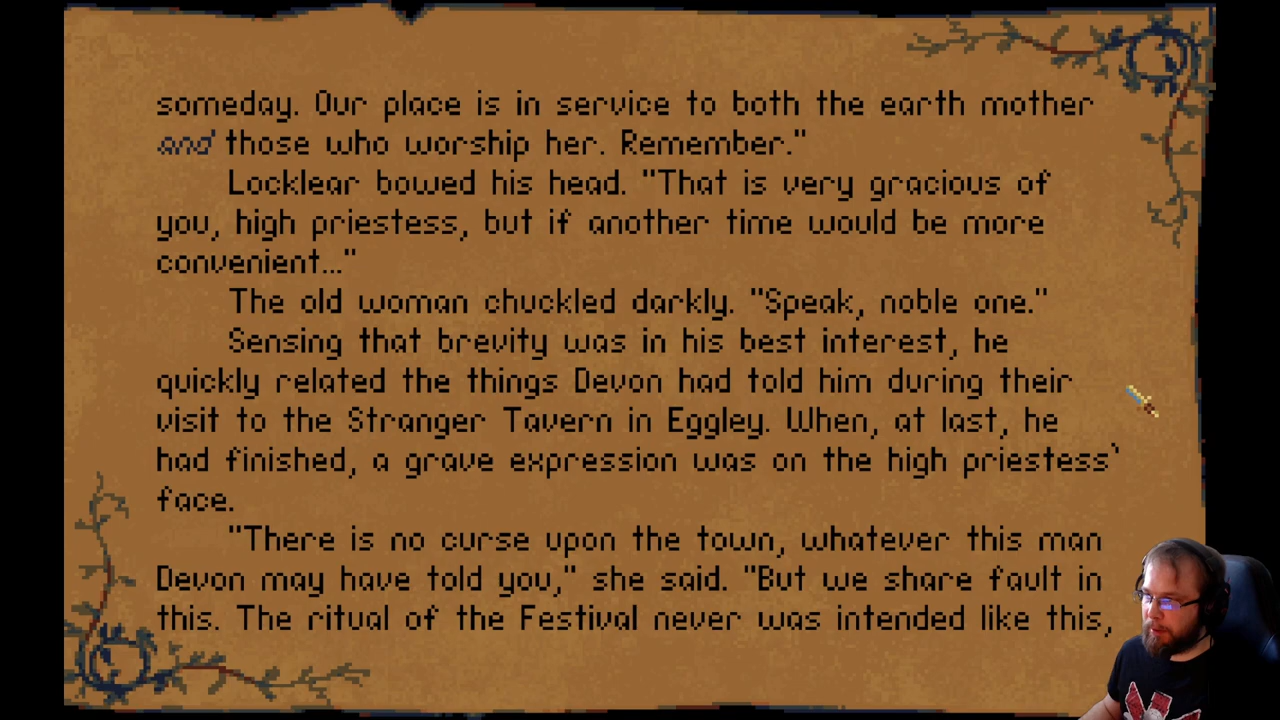 someday. Our place is in service to both the earth mother
and those who worship her. Remember."
Locklear bowed his head. "That is very gracious of
you, high priestess, but if another time would be more
convenient..."
The old woman chuckled darkly. "Speak, noble one."
Sensing that brevity was in his best interest, he
quickly related the things Devon had told him during their
visit to the Stranger Tavern in Eggley. When, at last, he
had finished, a grave expression was on the high priestess'
face.
"There is no curse upon the town, whatever this man
Devon may have told you," she said. "But we share fault in
this. The ritual of the Festival never was intended like this,